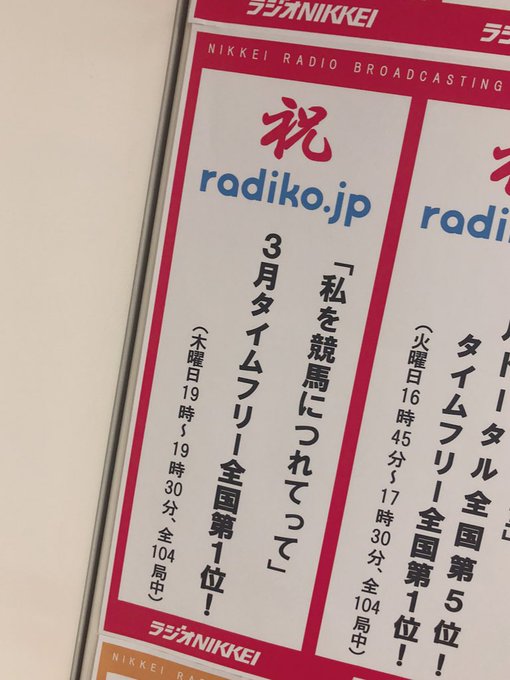 ラジオNIKKEI
NIKKEI RADIO BROADCASTING
祝
radiko.jp
「私を競馬につれてって」
3月タイムフリー全国第1位!
(木曜日19時〜19時30分、全104局中)
ラジオNIKKEI
radi
トータル全国第5位!
タイムフリー全国第1位!
(火曜日16時45分〜17時30分、全104局中)
NIKKEI RA